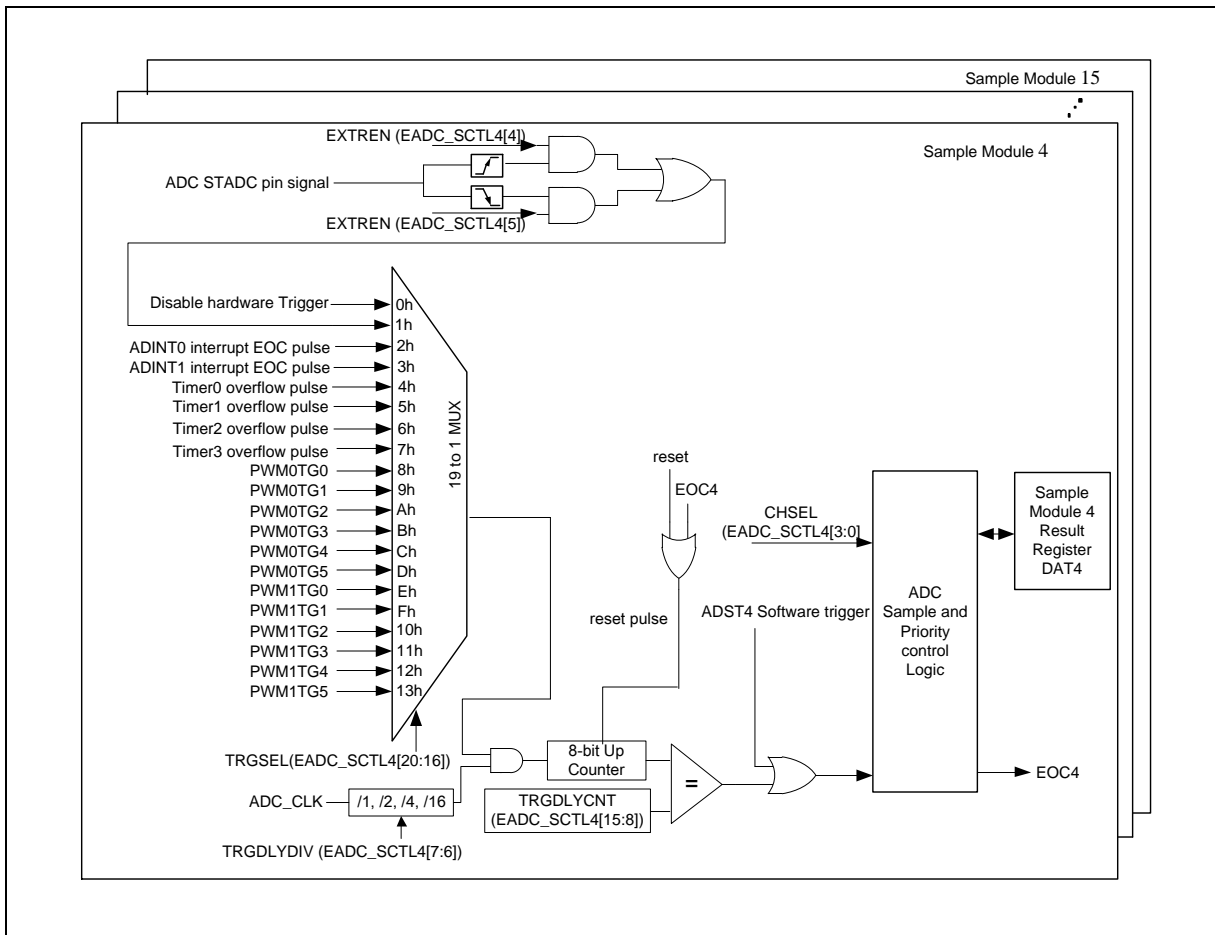 Sample Module 15
Sample Module 4
EXTREN (EADC_SCTL4[4])
ADC STADC pin signal
EXTREN (EADC_SCTL4[5])
Disable hardware Trigger
0h
1h
ADINT0 interrupt EOC pulse
2h
ADINT1 interrupt EOC pulse
3h
Timer0 overflow pulse
4h
Timer1 overflow pulse
5h
Timer2 overflow pulse
6h
Timer3 overflow pulse
7h
PWM0TG0
8h
PWM0TG1
9h
PWM0TG2
Ah
PWM0TG3
Bh
PWM0TG4
Ch
PWM0TG5
Dh
PWM1TG0
Eh
PWM1TG1
Fh
PWM1TG2
10h
PWM1TG3
11h
PWM1TG4
12h
PWM1TG5
13h
19 to 1 MUX
TRGSEL(EADC_SCTL4[20:16])
ADC_CLK
/1, /2, /4, /16
TRGDLYDIV (EADC_SCTL4[7:6])
reset
EOC4
reset pulse
8-bit Up
Counter
TRGDLYCNT
(EADC_SCTL4[15:8])
=
CHSEL
(EADC_SCTL4[3:0]
ADST4 Software trigger
ADC
Sample and
Priority
control
Logic
Sample
Module 4
Result
Register
DAT4
EOC4